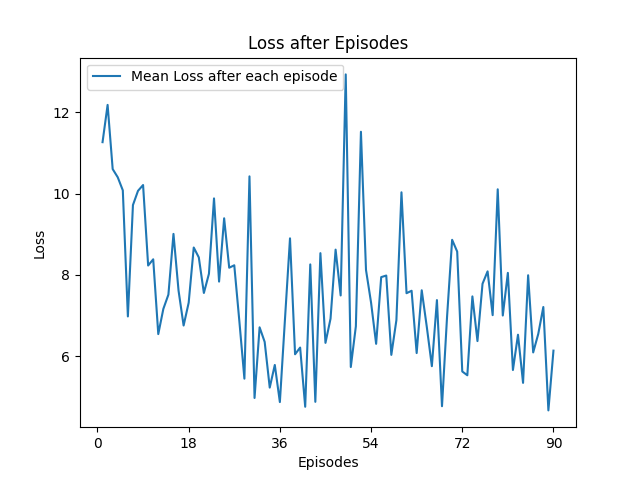 Loss after Episodes
Mean Loss after each episode
12
10
8
6
Loss
0 18 36 54 72 90
Episodes